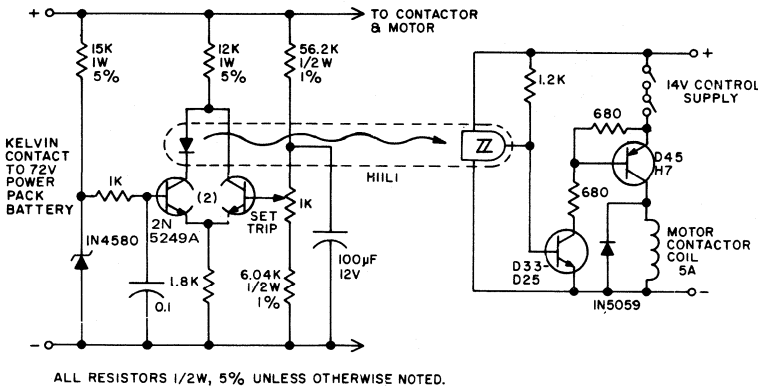 +
TO CONTACTOR
& MOTOR
15K
1W
5%
12K
1W
5%
56.2K
1/2W
1%
+
1.2K
14V CONTROL
SUPPLY
680
KELVIN
CONTACT
TO 72V
POWER
PACK
BATTERY
D45
H7
H11L1
1K
(2)
680
2N
5249A
SET
TRIP
1K
1N4580
100µF
12V
MOTOR
CONTACTOR
COIL
5A
0.1
1.8K
6.04K
1/2W
1%
D33-
D25
1N5059
-
-
ALL RESISTORS 1/2W, 5% UNLESS OTHERWISE NOTED.